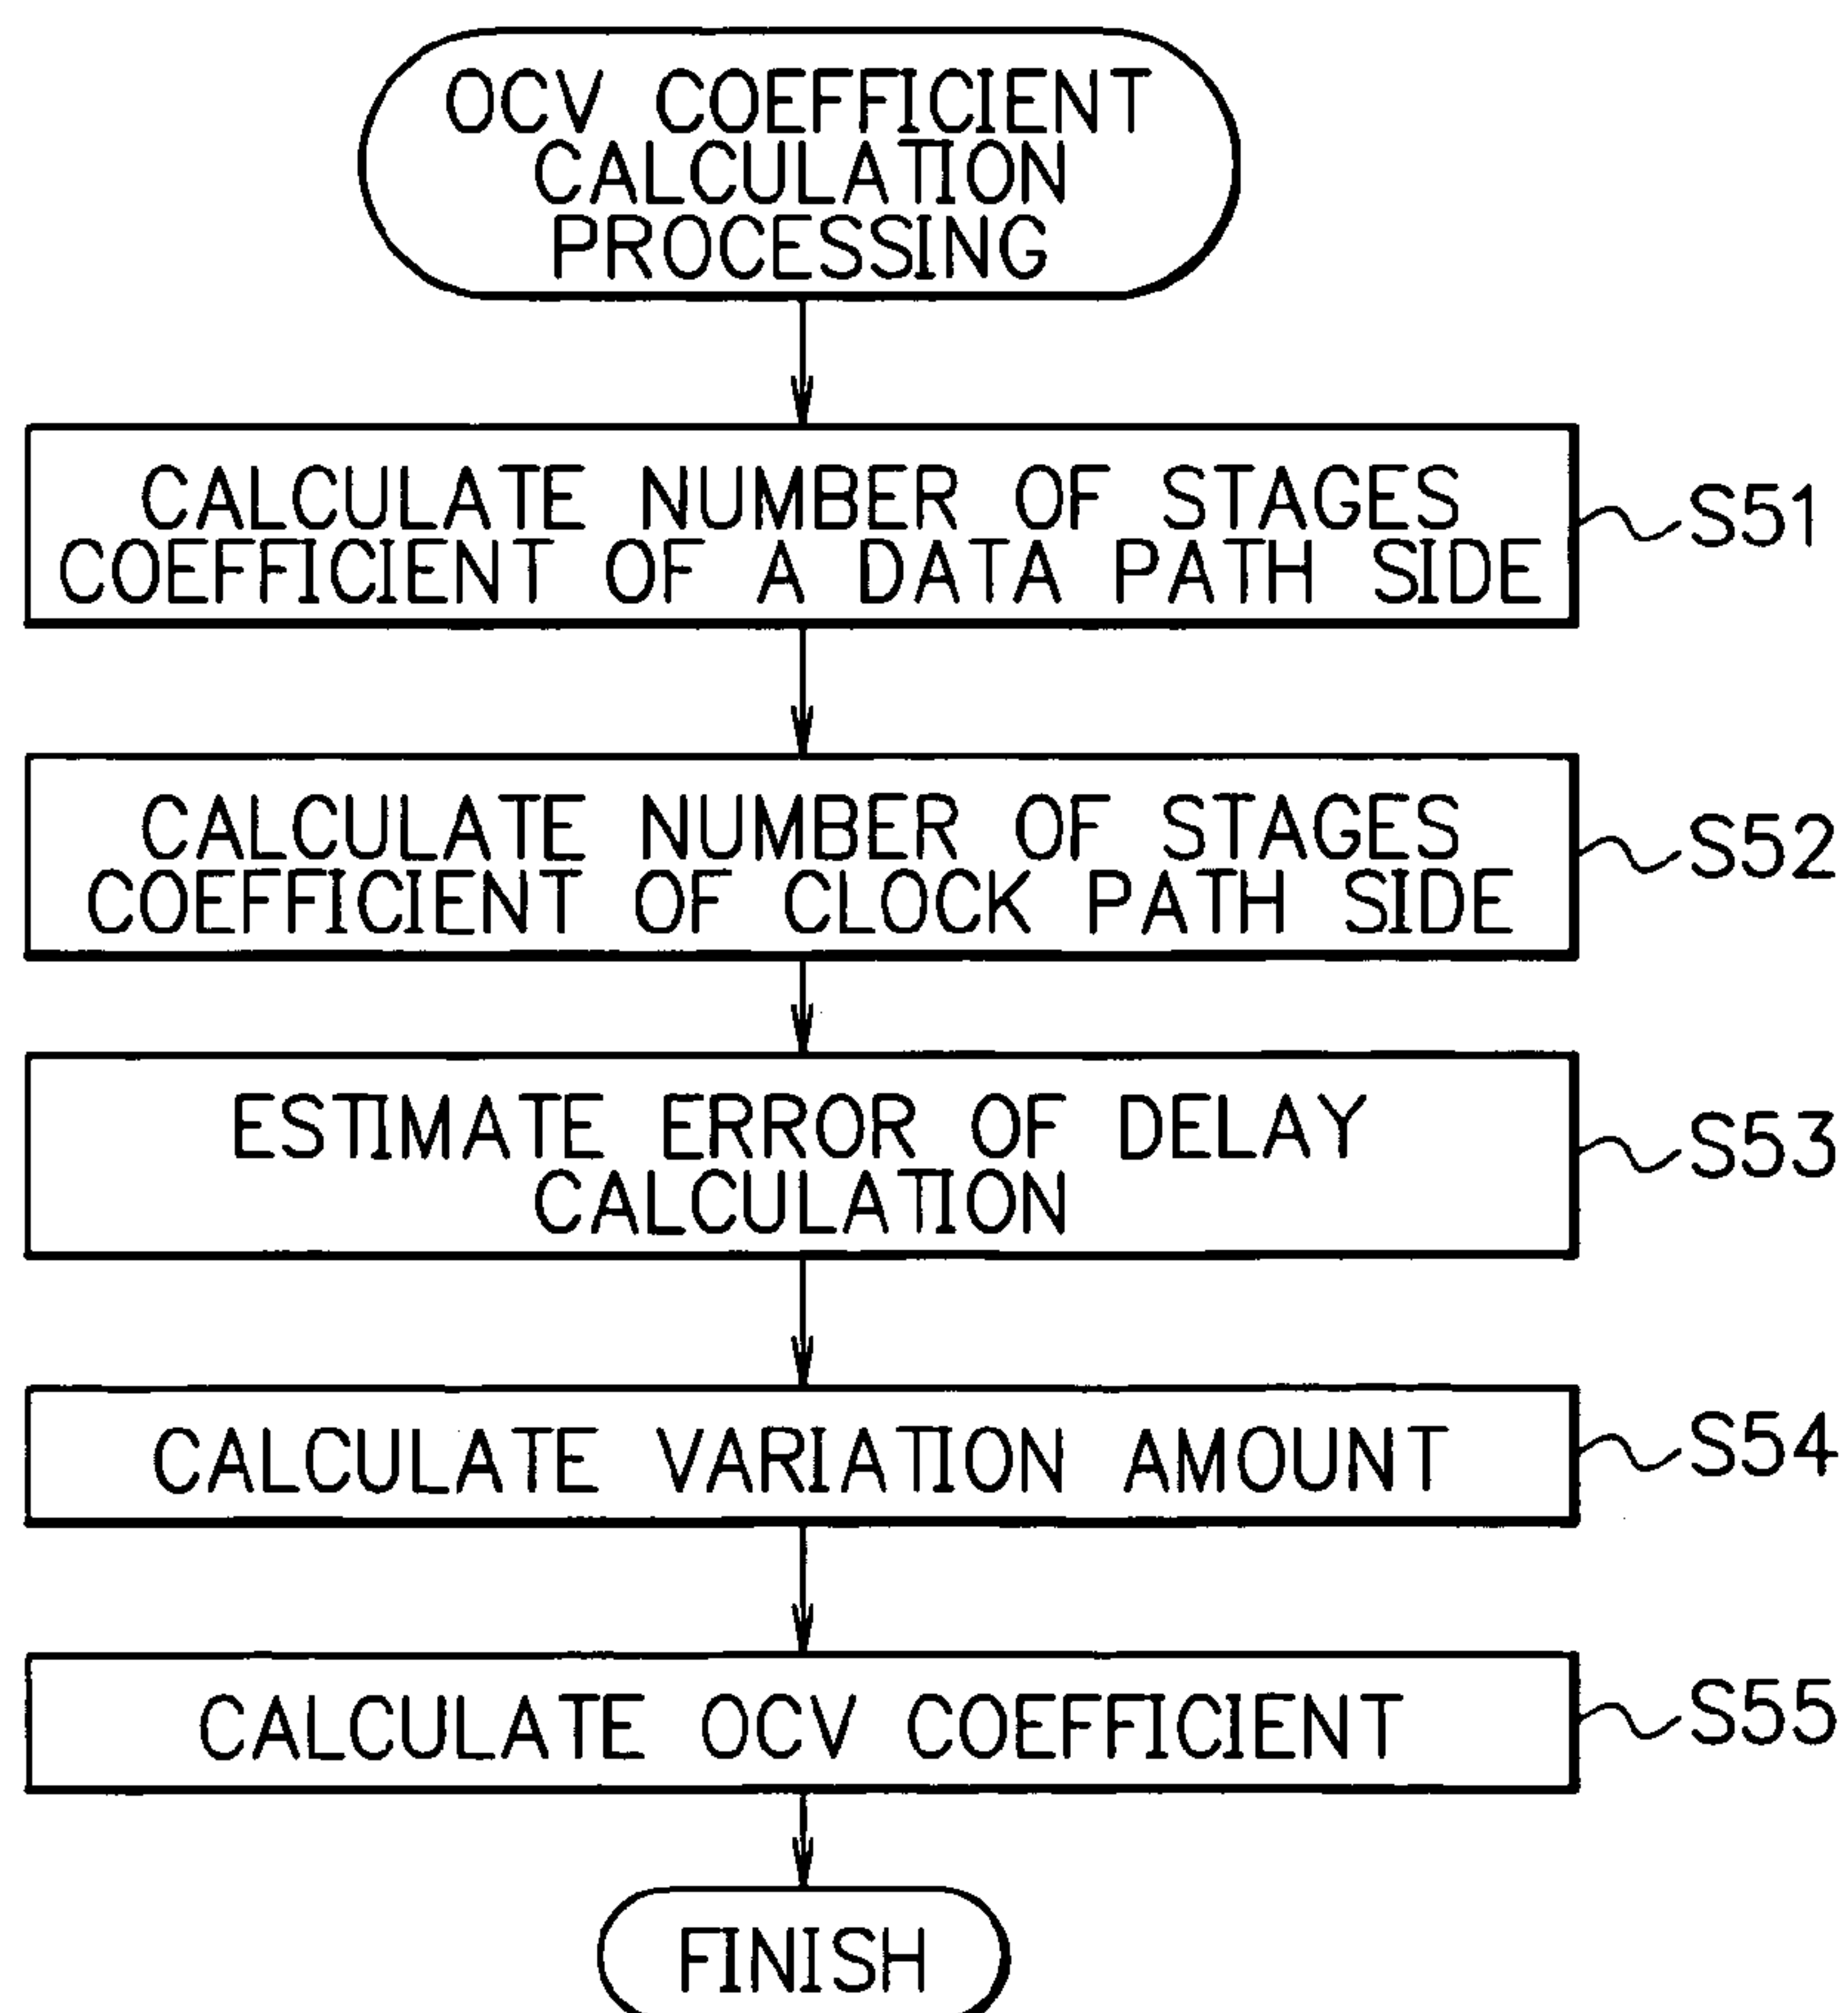 OCV COEFFICIENT
CALCULATION
PROCESSING
CALCULATE NUMBER OF STAGES
COEFFICIENT OF A DATA PATH SIDE
S51
CALCULATE NUMBER OF STAGES
COEFFICIENT OF CLOCK PATH SIDE
S52
ESTIMATE ERROR OF DELAY
CALCULATION
S53
CALCULATE VARIATION AMOUNT
S54
CALCULATE OCV COEFFICIENT
S55
FINISH